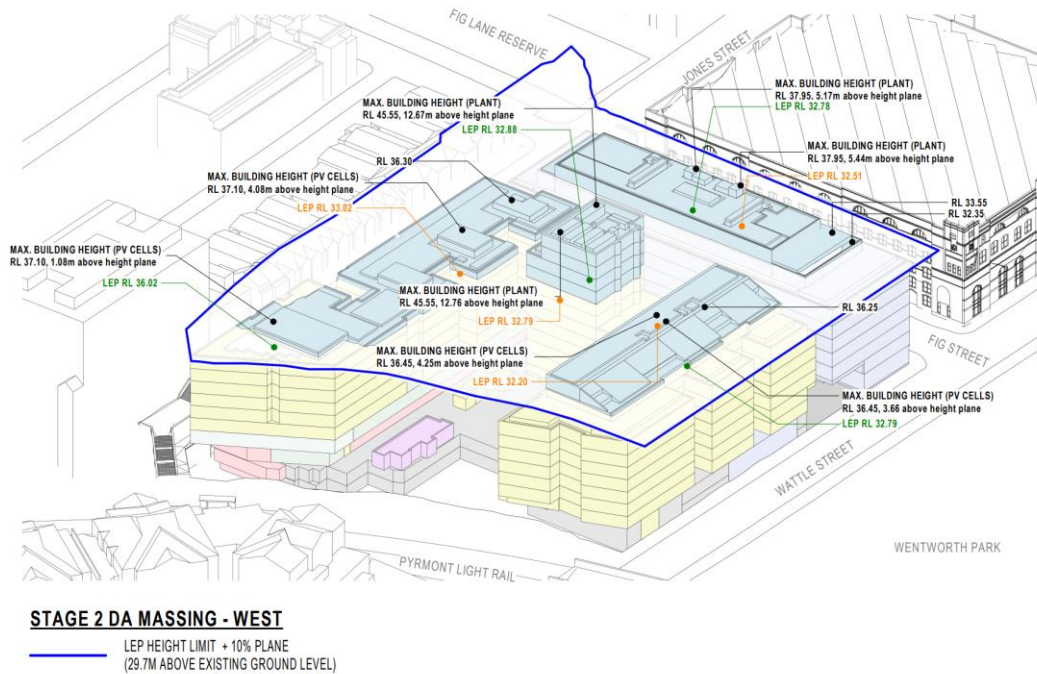 FIG LANE RESERVE
JONES STREET
MAX. BUILDING HEIGHT (PLANT)
RL 37.95, 5.17m above height plane
LEP RL 32.78
MAX. BUILDING HEIGHT (PLANT)
RL 45.55, 12.67m above height plane
LEP RL 32.88
MAX. BUILDING HEIGHT (PLANT)
RL 37.95, 5.44m above height plane
LEP RL 32.51
RL 36.30
MAX. BUILDING HEIGHT (PV CELLS)
RL 37.10, 4.08m above height plane
LEP RL 33.02
RL 33.55
RL 32.35
MAX. BUILDING HEIGHT (PV CELLS)
RL 37.10, 1.08m above height plane
LEP RL 36.02
MAX. BUILDING HEIGHT (PLANT)
RL 45.55, 12.76 above height plane
LEP RL 32.79
RL 36.25
MAX. BUILDING HEIGHT (PV CELLS)
RL 36.45, 4.25m above height plane
LEP RL 32.20
FIG STREET
MAX. BUILDING HEIGHT (PV CELLS)
RL 36.45, 3.66 above height plane
LEP RL 32.79
WATTLE STREET
WENTWORTH PARK
PYRMONT LIGHT RAIL
STAGE 2 DA MASSING - WEST
LEP HEIGHT LIMIT + 10% PLANE
(29.7M ABOVE EXISTING GROUND LEVEL)